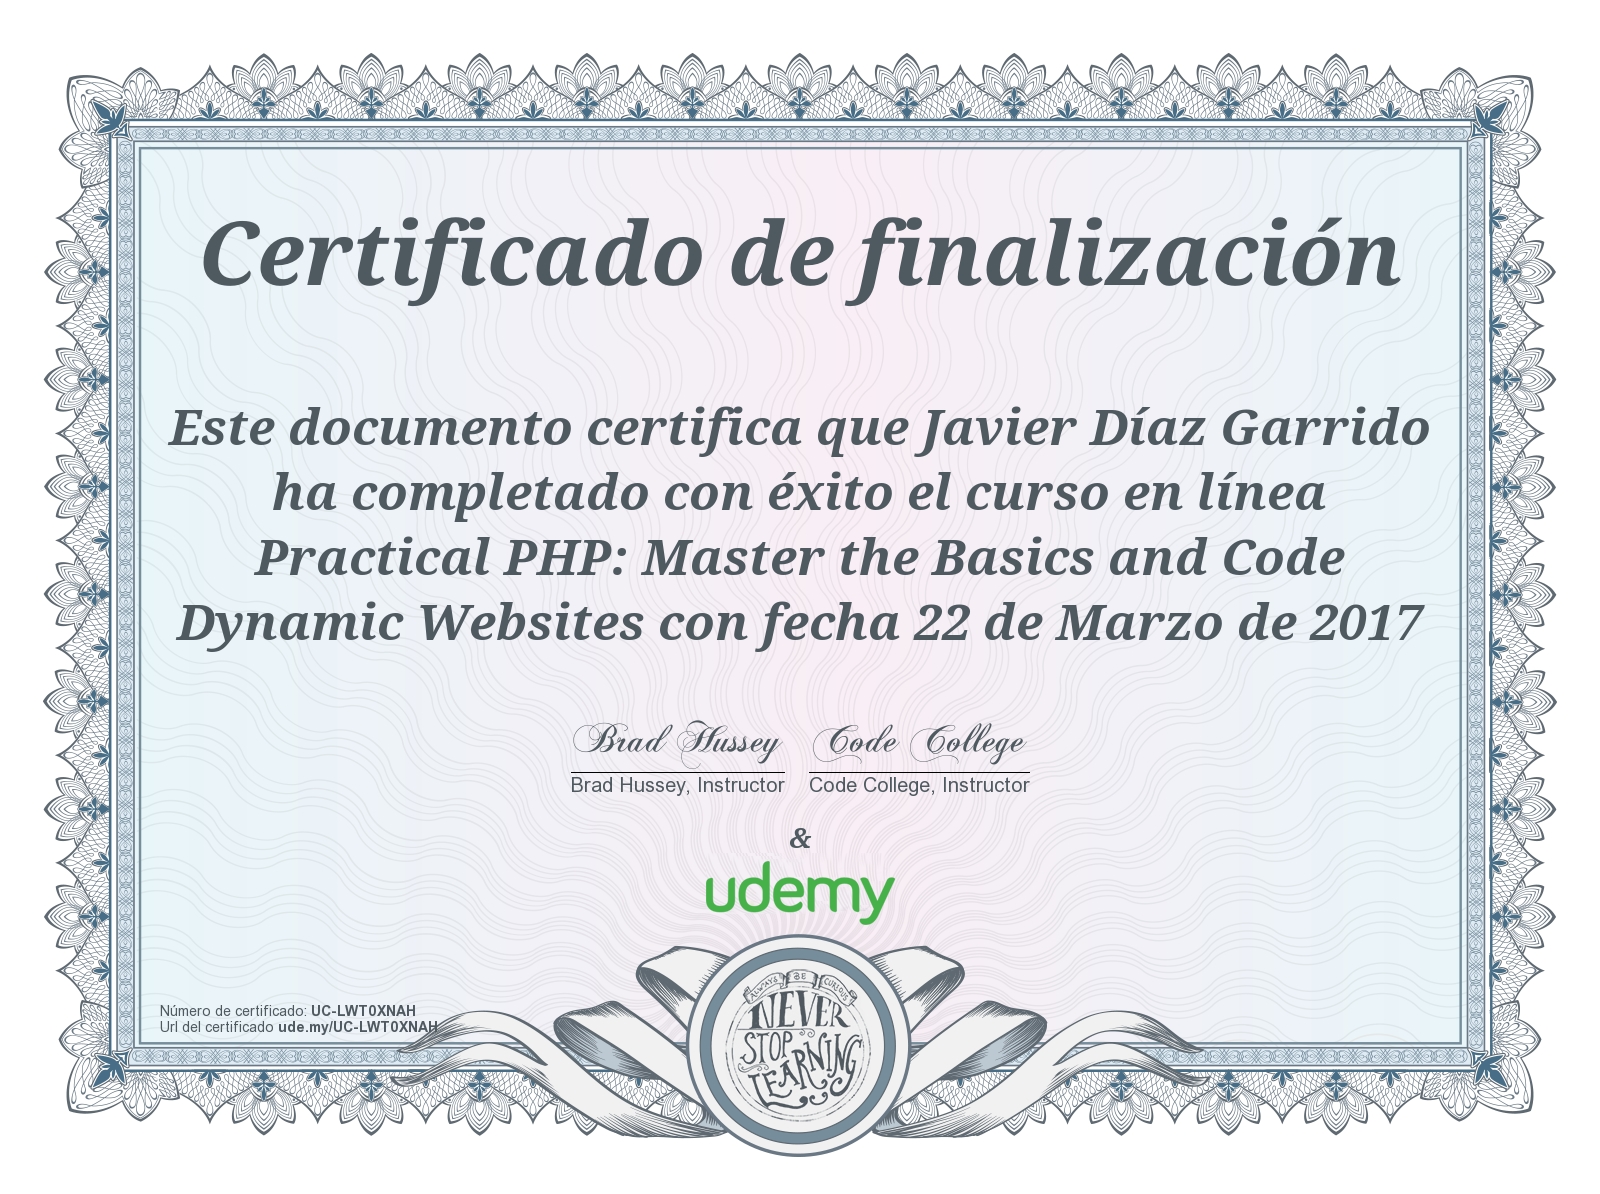 Certificado de finalización
Este documento certifica que Javier Díaz Garrido
ha completado con éxito el curso en línea
Practical PHP: Master the Basics and Code
Dynamic Websites con fecha 22 de Marzo de 2017
Brad Hussey Code College
Brad Hussey, Instructor Code College, Instructor
&
udemy
Número de certificado: UC-LWT0XNAH
Url del certificado ude.my/UC-LWT0XNAH
ALWAYS BE CURIOUS
NEVER
STOP
LEARNING